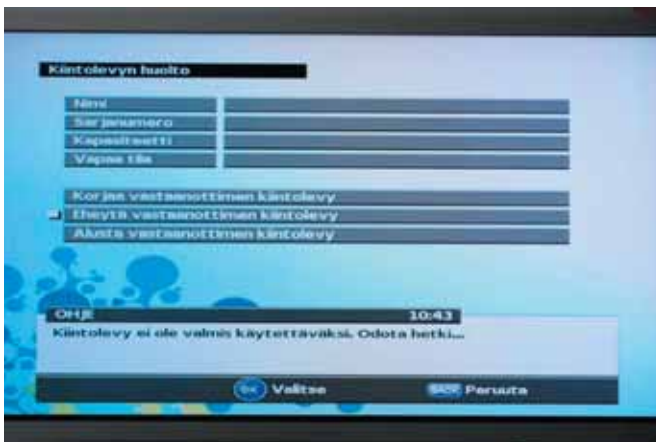 Kiintolevyn huolto
Nimi
Sarjanumero
Kapasiteetti
Vapaa tila
Korjaa vastaanottimen kiintolevy
Eheytä vastaanottimen kiintolevy
Alusta vastaanottimen kiintolevy
OHJE 10:43
Kiintolevy ei ole valmis käytettäväksi. Odota hetki...
OK Valitse BACK Peruuta